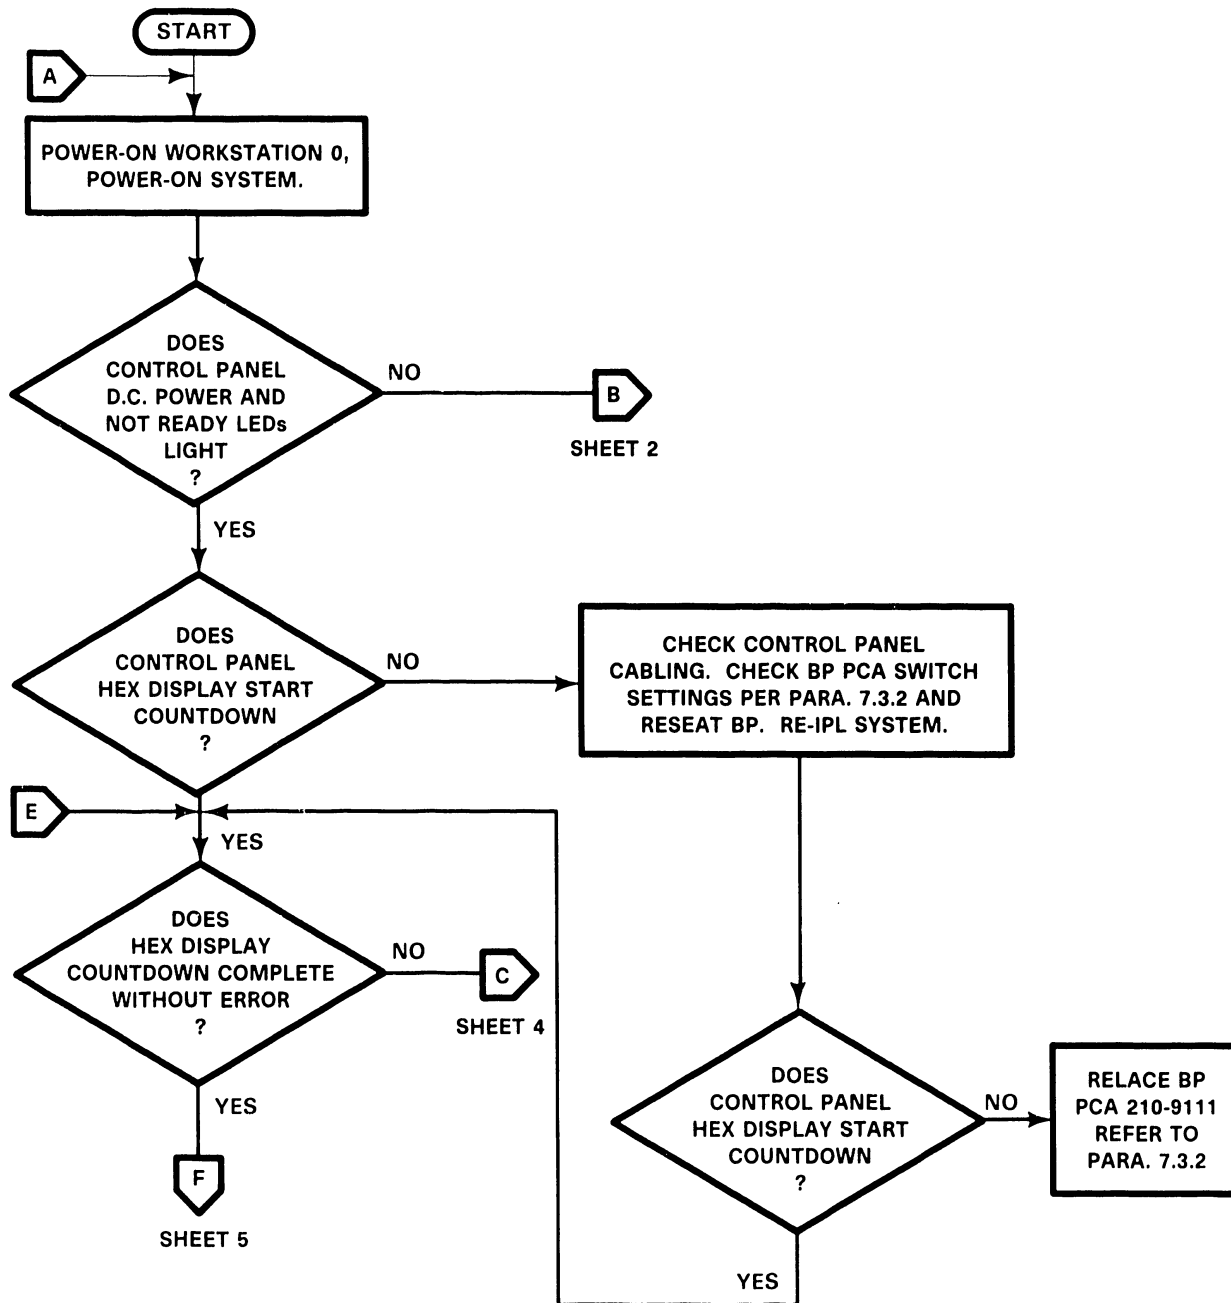 START
A
POWER-ON WORKSTATION 0,
POWER-ON SYSTEM.
DOES
CONTROL PANEL
D.C. POWER AND
NOT READY LEDs
LIGHT
?
NO
B
SHEET 2
YES
DOES
CONTROL PANEL
HEX DISPLAY START
COUNTDOWN
?
NO
CHECK CONTROL PANEL
CABLING. CHECK BP PCA SWITCH
SETTINGS PER PARA. 7.3.2 AND
RESEAT BP. RE-IPL SYSTEM.
E
YES
DOES
HEX DISPLAY
COUNTDOWN COMPLETE
WITHOUT ERROR
?
NO
C
SHEET 4
YES
F
SHEET 5
DOES
CONTROL PANEL
HEX DISPLAY START
COUNTDOWN
?
NO
RELACE BP
PCA 210-9111
REFER TO
PARA. 7.3.2
YES